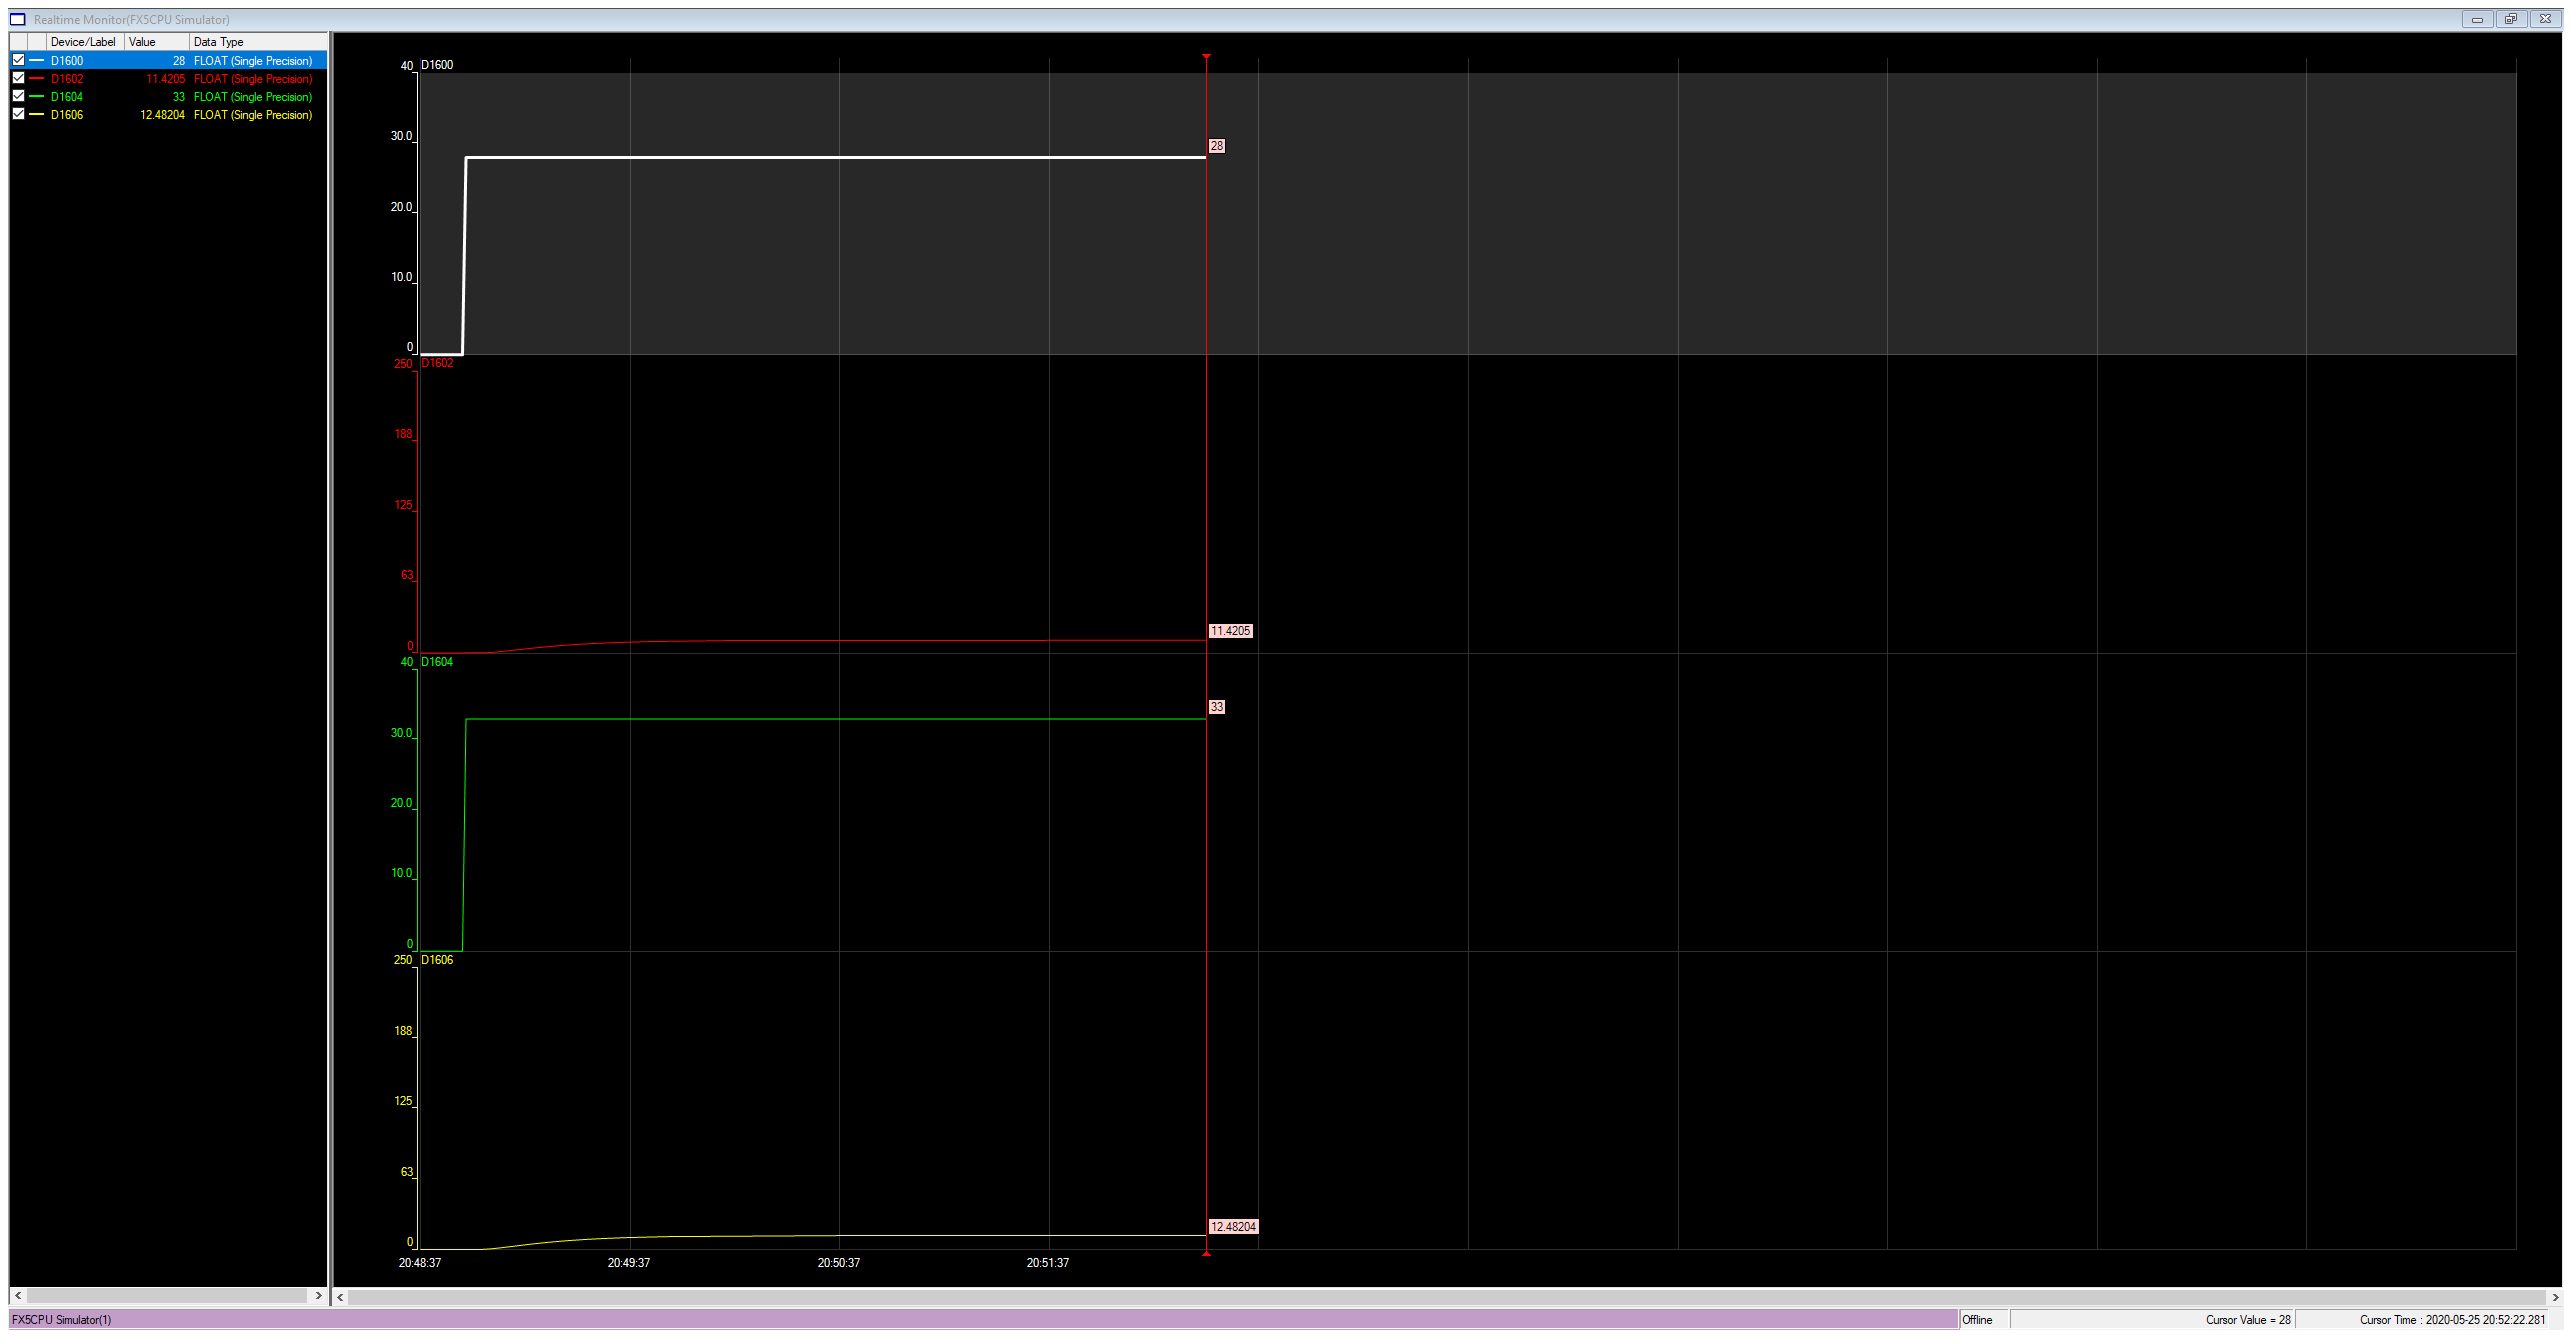 Realtime Monitor(FX5CPU Simulator)
Device/Label Value Data Type
D1600 28 FLOAT (Single Precision)
D1602 11.4205 FLOAT (Single Precision)
D1604 33 FLOAT (Single Precision)
D1606 12.48204 FLOAT (Single Precision)
40 D1600
30.0
28
20.0
10.0
0
250 D1602
188
125
63
11.4205
0
40 D1604
33
30.0
20.0
10.0
0
250 D1606
188
125
63
12.48204
0
20:48:37 20:49:37 20:50:37 20:51:37
FX5CPU Simulator(1) Offline Cursor Value = 28 Cursor Time : 2020-05-25 20:52:22.281